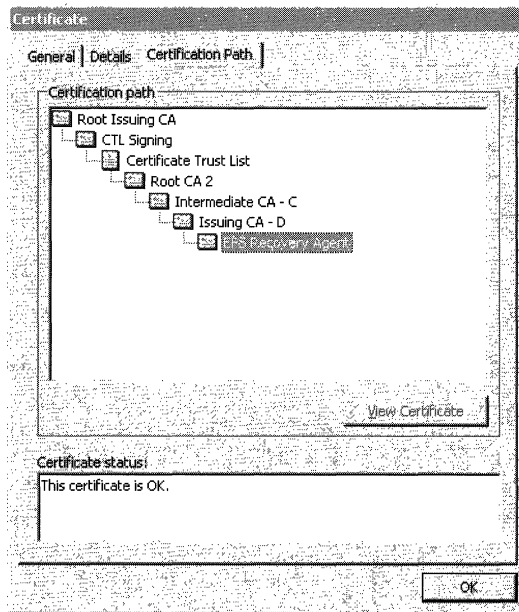 Certificate
General Details Certification Path
Certification path
Root Issuing CA
CTL Signing
Certificate Trust List
Root CA 2
Intermediate CA - C
Issuing CA - D
EFS Recovery Agent
View Certificate
Certificate status:
This certificate is OK.
OK